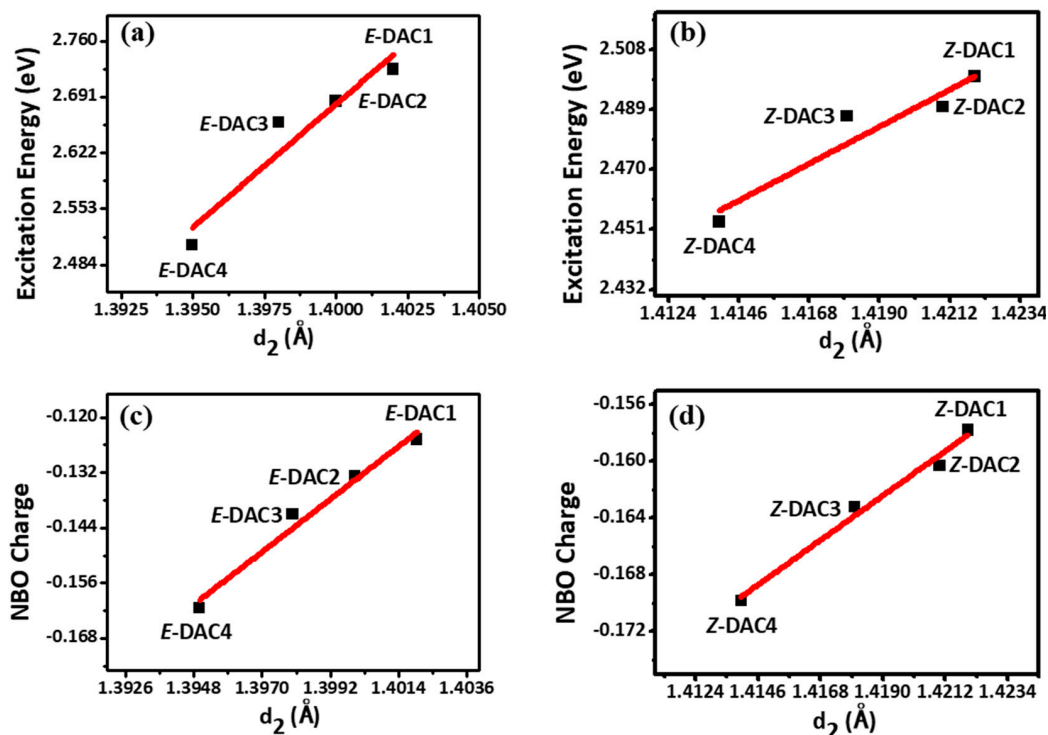 (a)
Excitation Energy (eV)
2.760
2.691
2.622
2.553
2.484
E-DAC1
E-DAC2
E-DAC3
E-DAC4
1.3925 1.3950 1.3975 1.4000 1.4025 1.4050
d2 (Å)
(b)
Excitation Energy (eV)
2.508
2.489
2.470
2.451
2.432
Z-DAC1
Z-DAC2
Z-DAC3
Z-DAC4
1.4124 1.4146 1.4168 1.4190 1.4212 1.4234
d2 (Å)
(c)
NBO Charge
-0.120
-0.132
-0.144
-0.156
-0.168
E-DAC1
E-DAC2
E-DAC3
E-DAC4
1.3926 1.3948 1.3970 1.3992 1.4014 1.4036
d2 (Å)
(d)
NBO Charge
-0.156
-0.160
-0.164
-0.168
-0.172
Z-DAC1
Z-DAC2
Z-DAC3
Z-DAC4
1.4124 1.4146 1.4168 1.4190 1.4212 1.4234
d2 (Å)